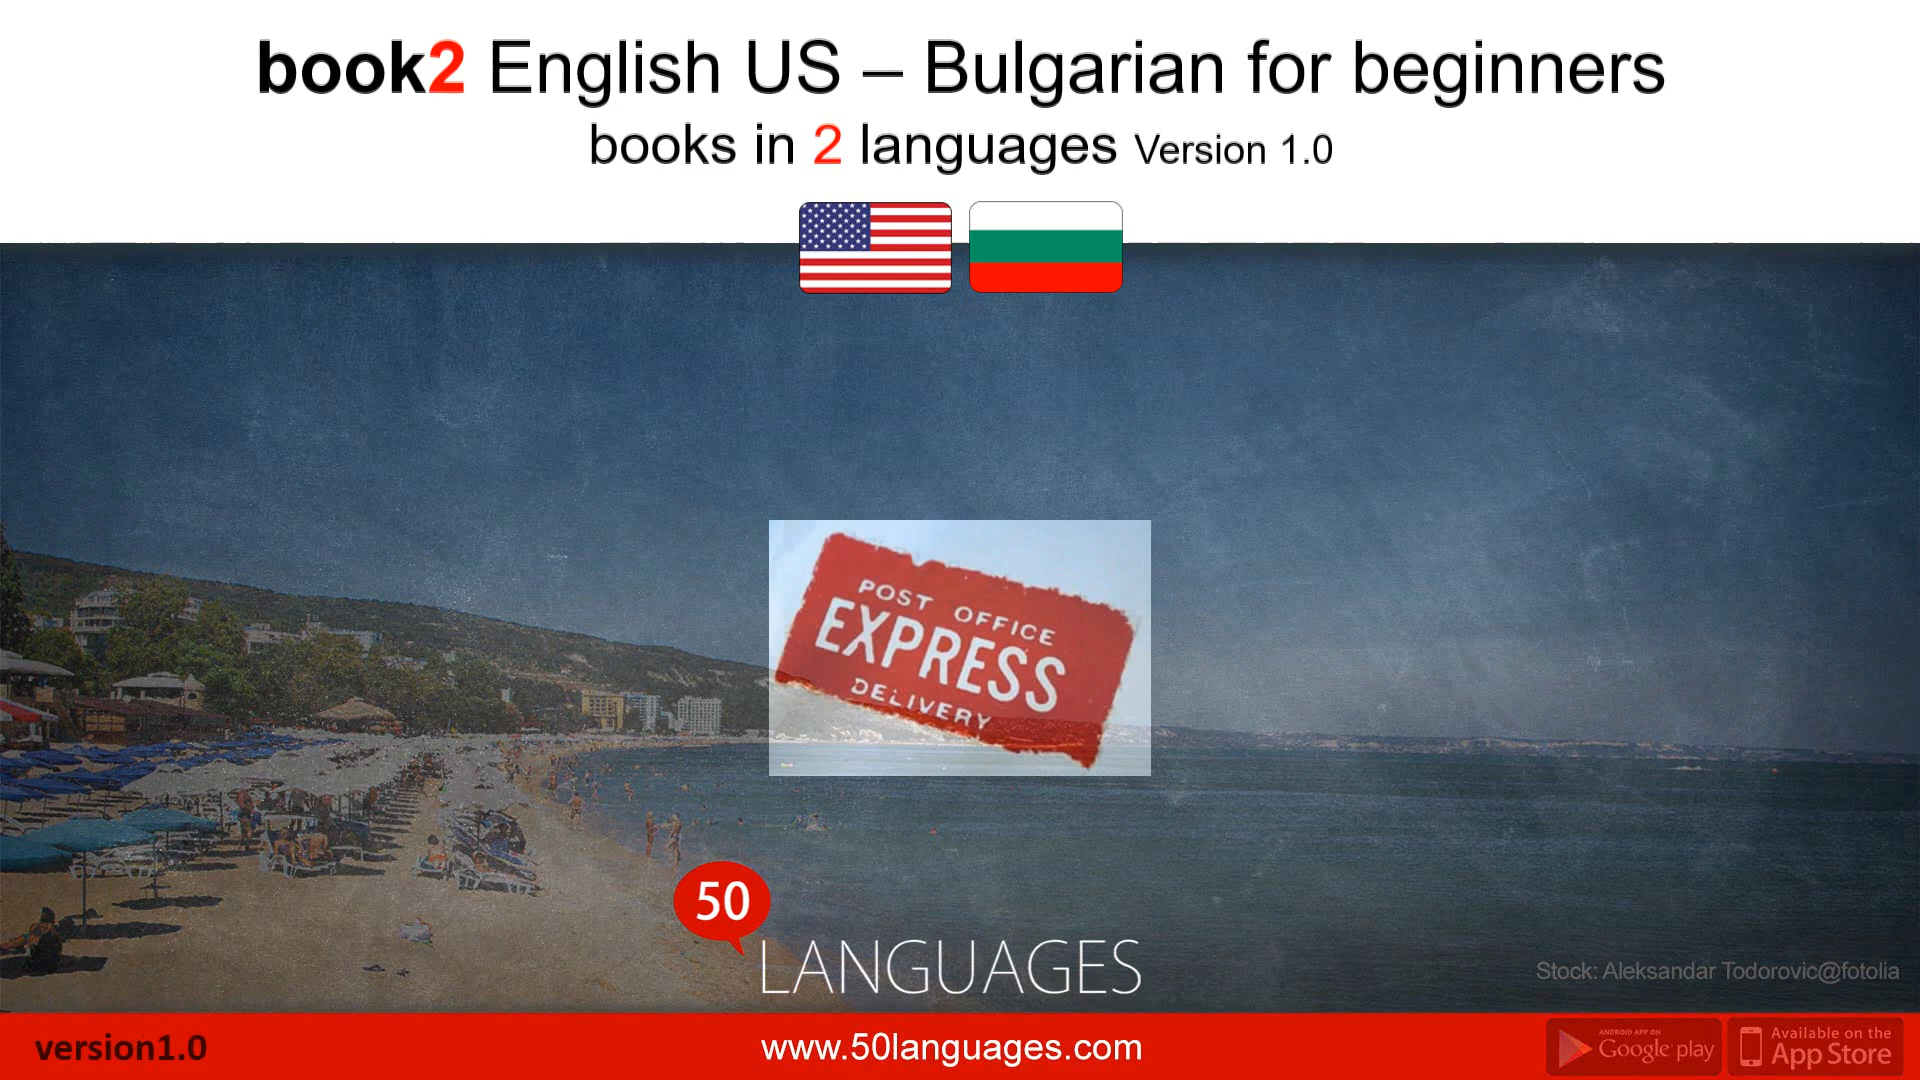 book2 English US – Bulgarian for beginners
books in 2 languages Version 1.0
POST OFFICE
EXPRESS
DELIVERY
50
LANGUAGES
Stock: Aleksandar Todorovic@fotolia
version1.0
www.50languages.com
ANDROID APP ON
Google play
Available on the
App Store